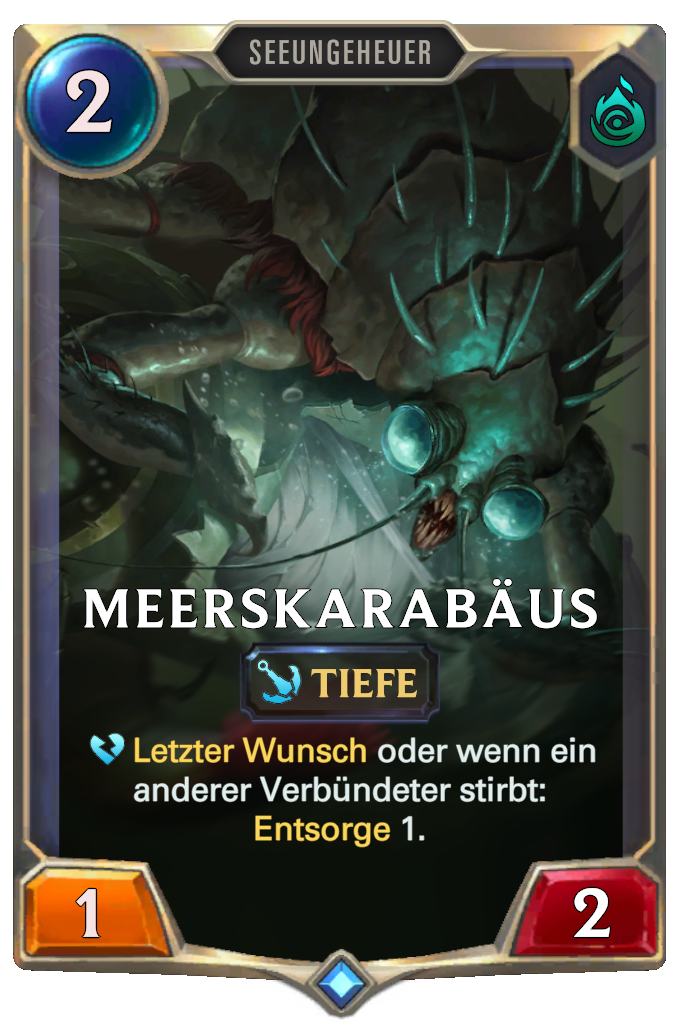 SEEUNGEHEUER
2
MEERSKARABÄUS
TIEFE
Letzter Wunsch oder wenn ein
anderer Verbündeter stirbt:
Entsorge 1.
1
2